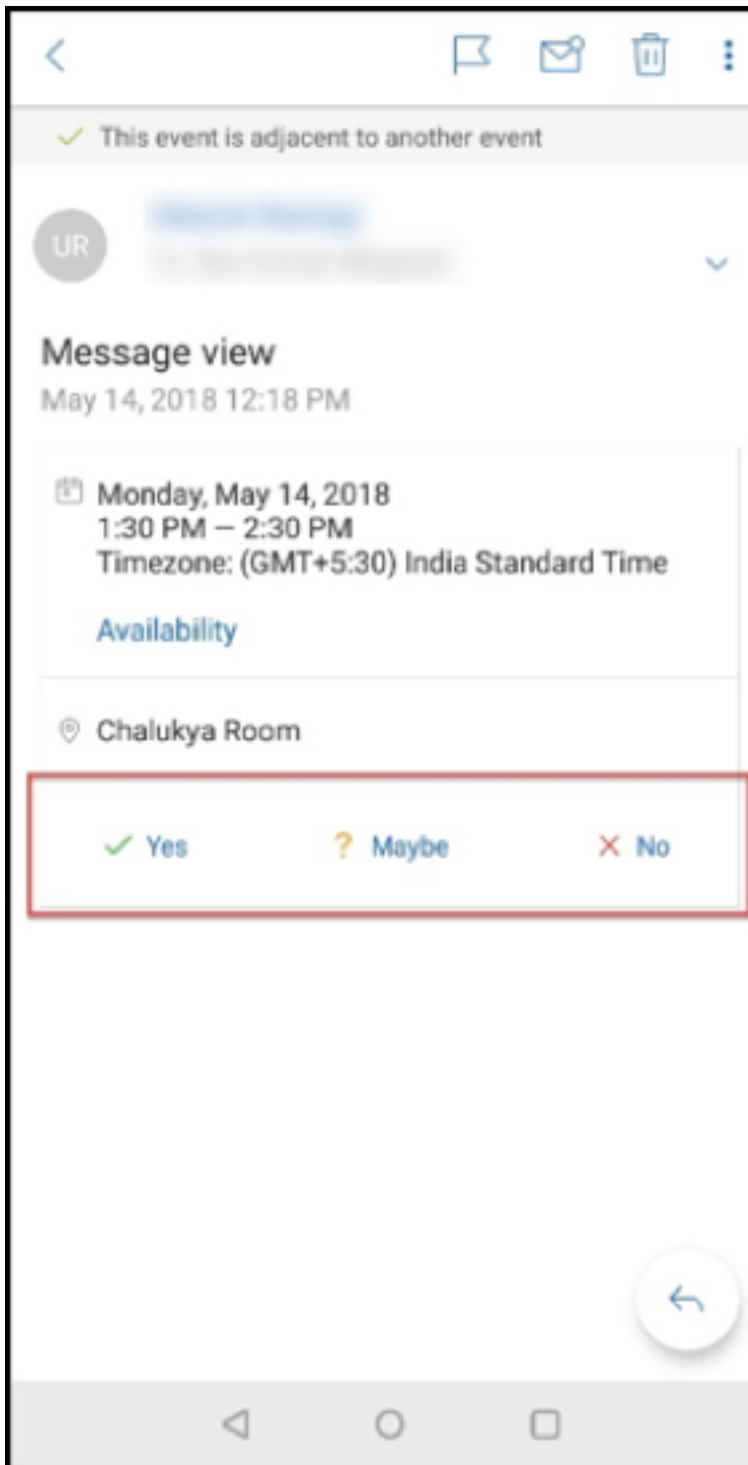 This event is adjacent to another event
UR
Message view
May 14, 2018 12:18 PM
Monday, May 14, 2018
1:30 PM — 2:30 PM
Timezone: (GMT+5:30) India Standard Time
Availability
Chalukya Room
Yes ? Maybe No